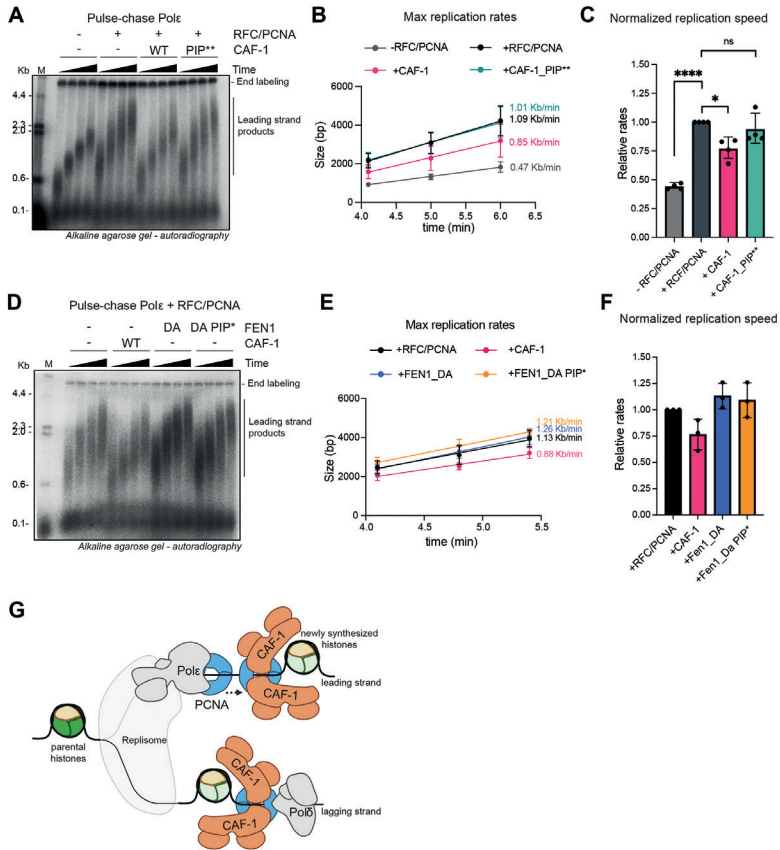 A
Pulse-chase Polε
- + + + RFC/PCNA
- - WT PIP** CAF-1
Kb M Time
End labeling
4.4-
2.3-
2.0-
0.6-
0.1-
Leading strand
products
Alkaline agarose gel - autoradiography
B
Max replication rates
-RFC/PCNA +RFC/PCNA
+CAF-1 +CAF-1_PIP**
Size (bp)
6000
4000
2000
0
1.01 Kb/min
1.09 Kb/min
0.85 Kb/min
0.47 Kb/min
4.0 4.5 5.0 5.5 6.0 6.5
time (min)
C
Normalized replication speed
ns
****
*
Relative rates
1.50
1.25
1.00
0.75
0.50
0.25
0.00
- RFC/PCNA
+ RCF/PCNA
+ CAF-1
+ CAF-1_PIP**
D
Pulse-chase Polε + RFC/PCNA
- - DA DA PIP* FEN1
- WT - - CAF-1
Kb M Time
End labeling
4.4-
2.3-
2.0-
0.6-
0.1-
Leading strand
products
Alkaline agarose gel - autoradiography
E
Max replication rates
+RFC/PCNA +CAF-1
+FEN1_DA +FEN1_DA PIP*
Size (bp)
6000
4000
2000
0
1.21 Kb/min
1.26 Kb/min
1.13 Kb/min
0.88 Kb/min
4.0 4.5 5.0 5.5
time (min)
F
Normalized replication speed
Relative rates
1.50
1.25
1.00
0.75
0.50
0.25
0.00
+RFC/PCNA
+CAF-1
+Fen1_DA
+Fen1_Da PIP*
G
CAF-1
newly synthesized
histones
Polε
leading strand
PCNA
CAF-1
Replisome
parental
histones
CAF-1
lagging strand
Polδ
CAF-1